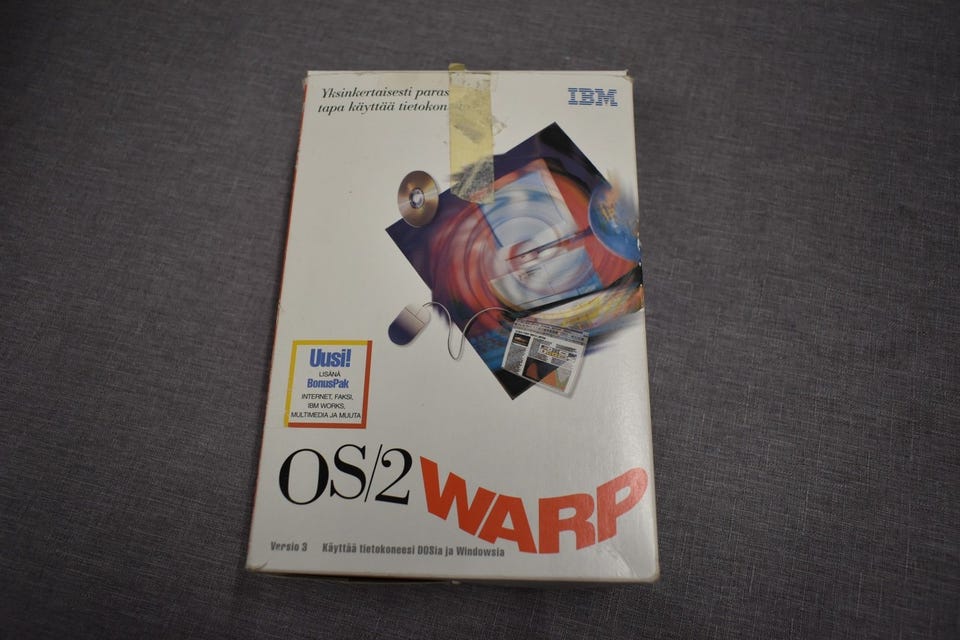 Yksinkertaisesti paras
tapa käyttää
IBM
Uusi!
LISÄNÄ
BonusPak
INTERNET, FAKSI,
IBM WORKS,
MULTIMEDIA JA MUUTA
OS/2 WARP
Versio 3 Käyttää tietokoneesi DOSia ja Windowsia